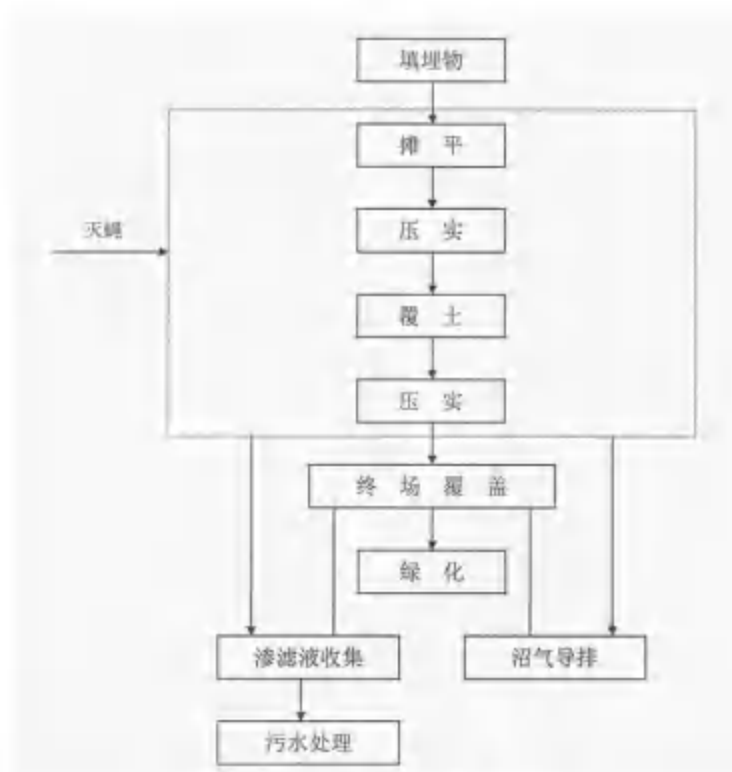 填埋物
摊 平
灭蝇
压 实
覆 土
压 实
终 场 覆 盖
绿 化
渗滤液收集
沼气导排
污水处理